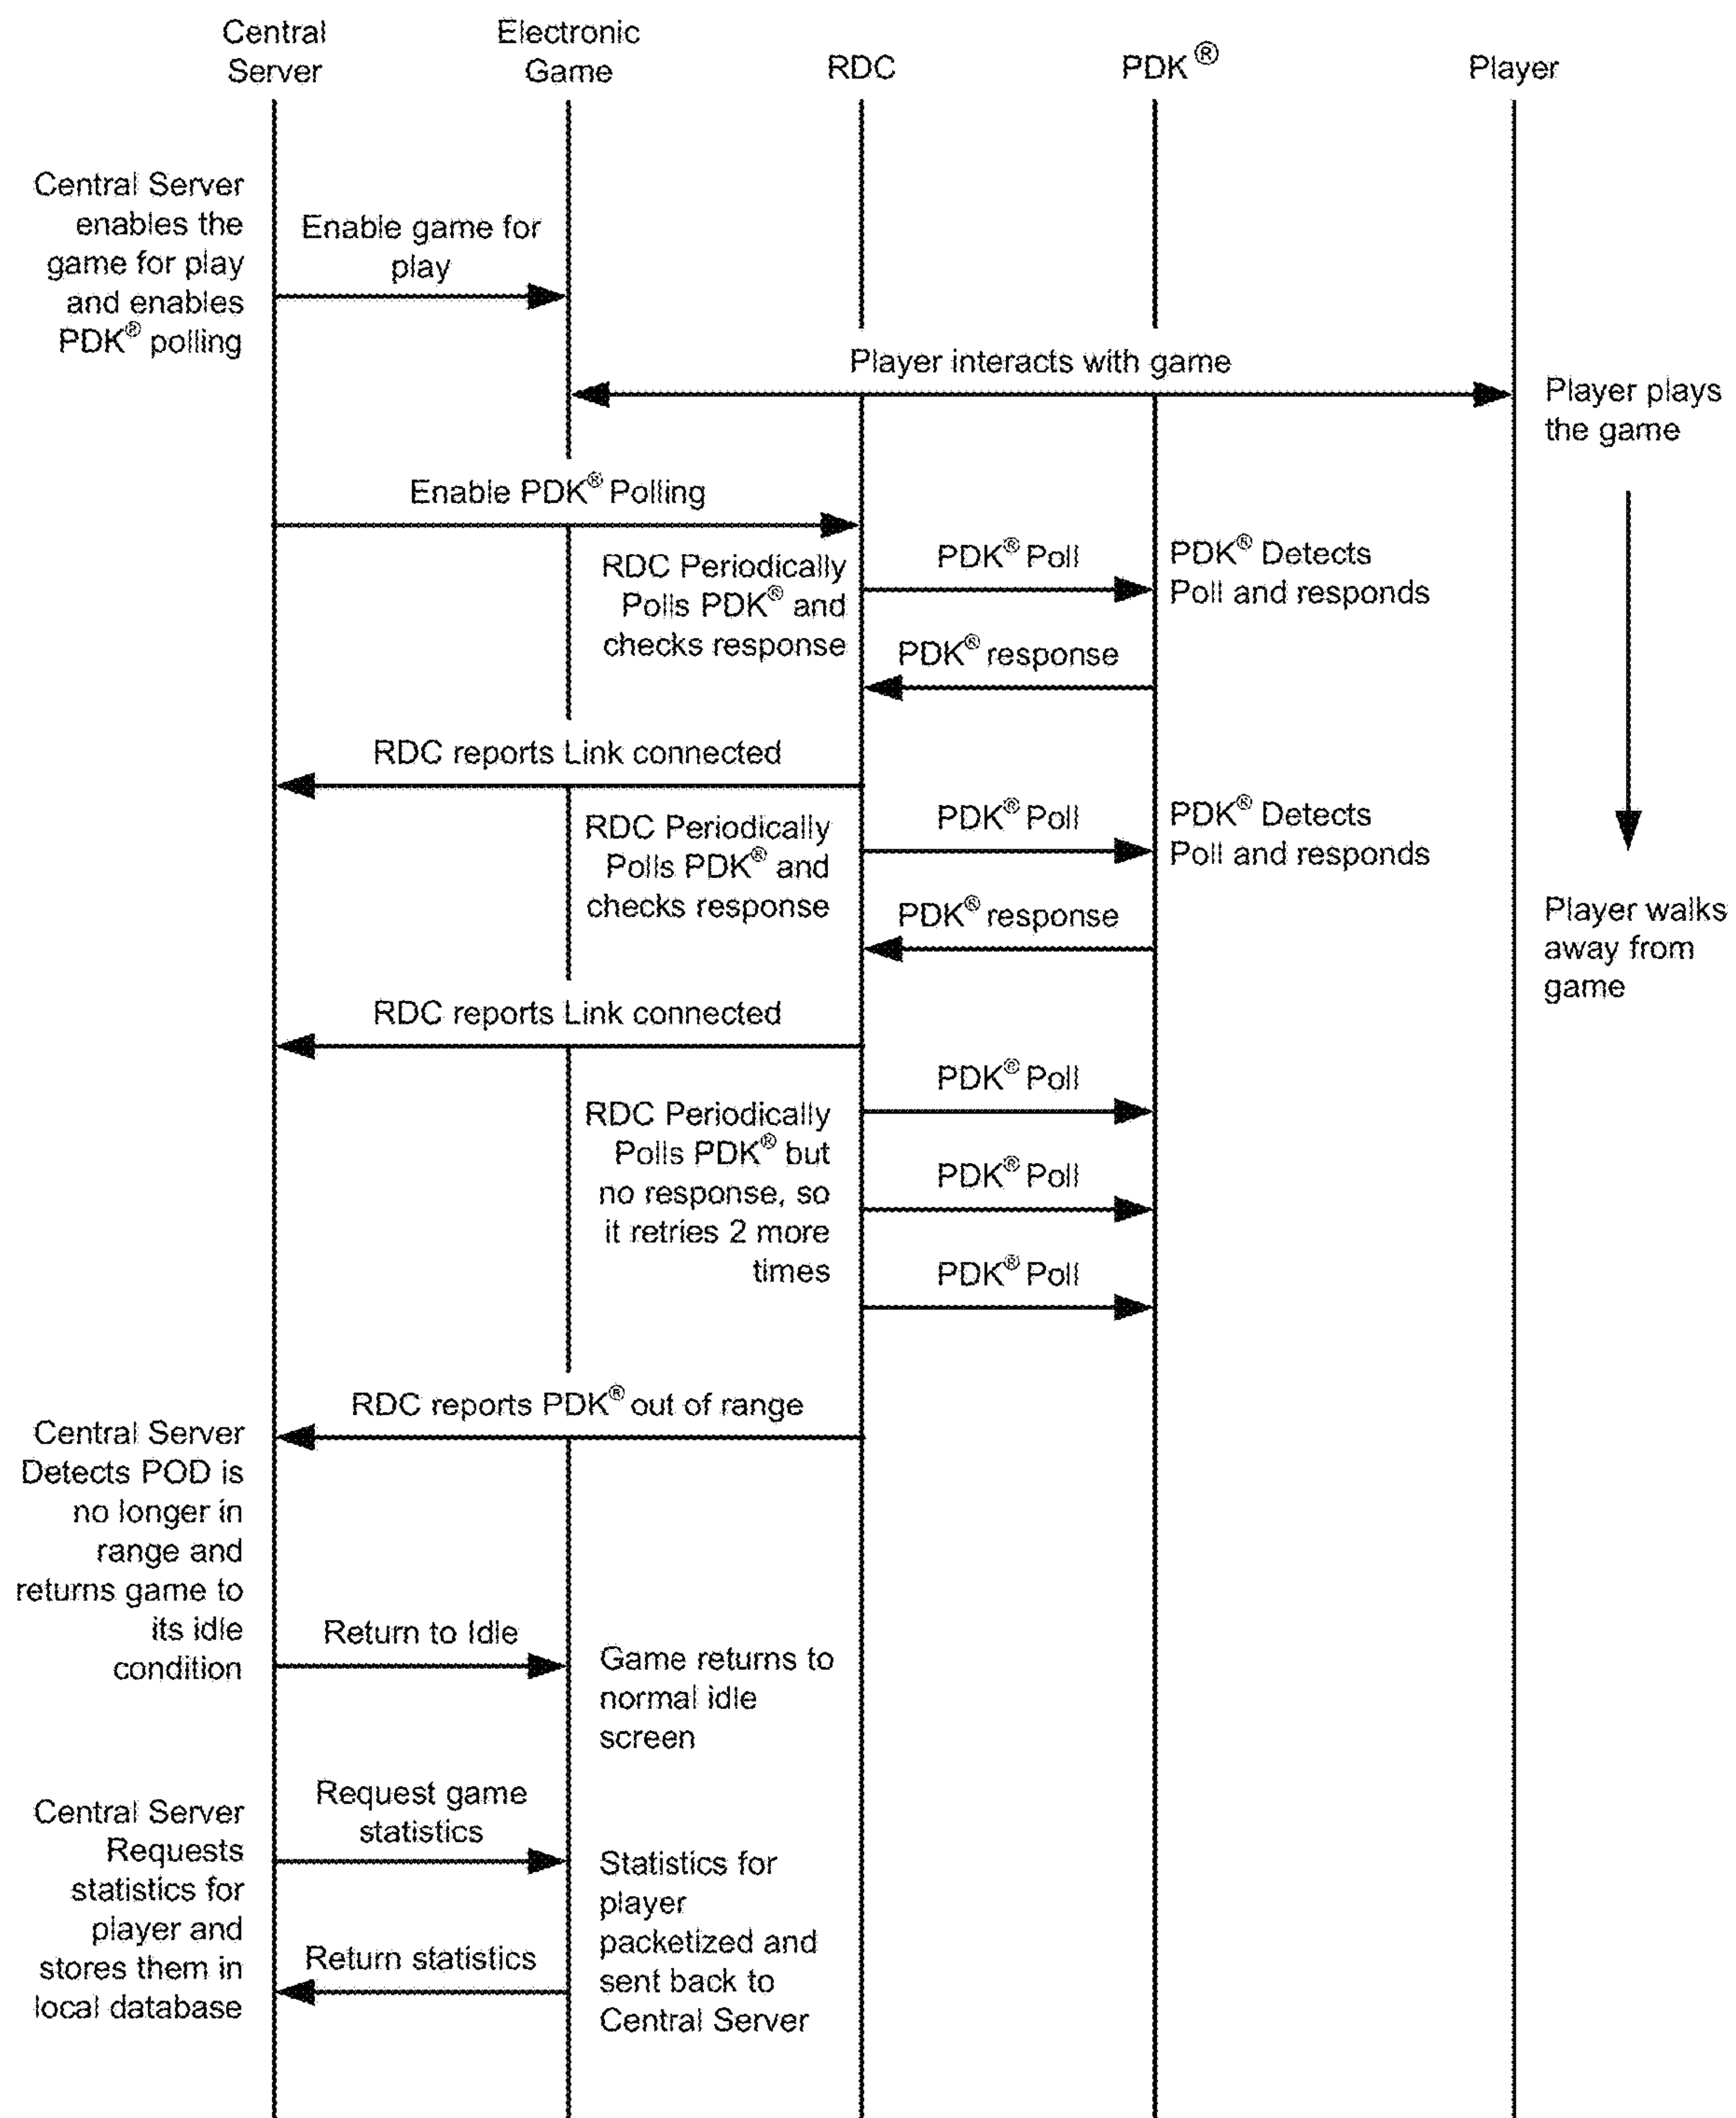 Central
Server
Electronic
Game
RDC
PDK®
Player
Central Server
enables the
game for play
and enables
PDK® polling
Enable game for
play
Player interacts with game
Player plays
the game
Enable PDK® Polling
RDC Periodically
Polls PDK® and
checks response
PDK® Poll
PDK® Detects
Poll and responds
PDK® response
RDC reports Link connected
RDC Periodically
Polls PDK® and
checks response
PDK® Poll
PDK® Detects
Poll and responds
PDK® response
Player walks
away from
game
RDC reports Link connected
RDC Periodically
Polls PDK® but
no response, so
it retries 2 more
times
PDK® Poll
PDK® Poll
PDK® Poll
RDC reports PDK® out of range
Central Server
Detects POD is
no longer in
range and
returns game to
its idle
condition
Return to Idle
Game returns to
normal idle
screen
Central Server
Requests
statistics for
player and
stores them in
local database
Request game
statistics
Statistics for
player
packetized and
sent back to
Central Server
Return statistics